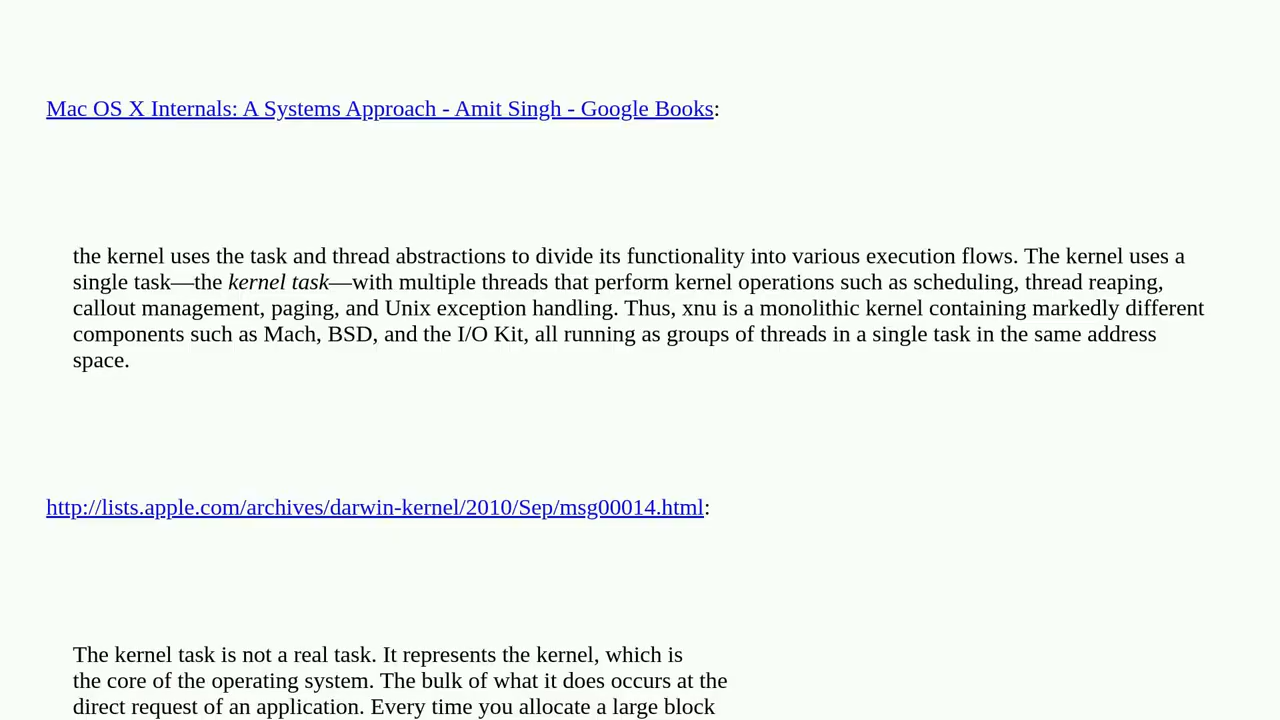 Mac OS X Internals: A Systems Approach - Amit Singh - Google Books:
the kernel uses the task and thread abstractions to divide its functionality into various execution flows. The kernel uses a
single task—the kernel task—with multiple threads that perform kernel operations such as scheduling, thread reaping,
callout management, paging, and Unix exception handling. Thus, xnu is a monolithic kernel containing markedly different
components such as Mach, BSD, and the I/O Kit, all running as groups of threads in a single task in the same address
space.
http://lists.apple.com/archives/darwin-kernel/2010/Sep/msg00014.html:
The kernel task is not a real task. It represents the kernel, which is
the core of the operating system. The bulk of what it does occurs at the
direct request of an application. Every time you allocate a large block